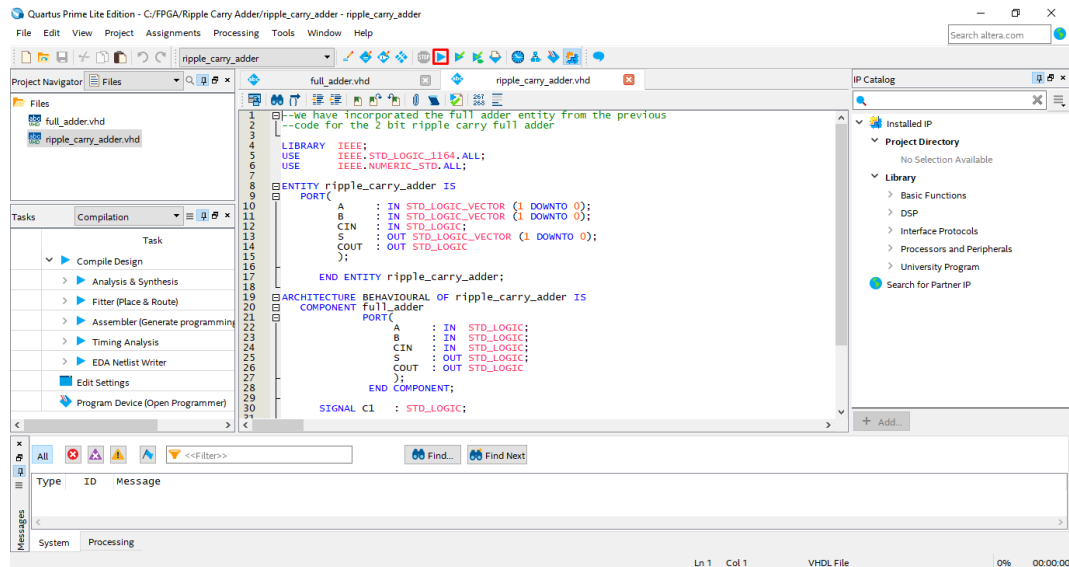 Quartus Prime Lite Edition - C:/FPGA/Ripple Carry Adder/ripple_carry_adder - ripple_carry_adder
File Edit View Project Assignments Processing Tools Window Help
Search altera.com
ripple_carry_adder
Project Navigator Files
Files
full_adder.vhd
ripple_carry_adder.vhd
Tasks Compilation
Task
Compile Design
Analysis & Synthesis
Fitter (Place & Route)
Assembler (Generate programming
Timing Analysis
EDA Netlist Writer
Edit Settings
Program Device (Open Programmer)
full_adder.vhd ripple_carry_adder.vhd
267
268
1 --We have incorporated the full adder entity from the previous
2 --code for the 2 bit ripple carry full adder
3
4 LIBRARY IEEE;
5 USE IEEE.STD_LOGIC_1164.ALL;
6 USE IEEE.NUMERIC_STD.ALL;
7
8 ENTITY ripple_carry_adder IS
9 PORT(
10 A : IN STD_LOGIC_VECTOR (1 DOWNTO 0);
11 B : IN STD_LOGIC_VECTOR (1 DOWNTO 0);
12 CIN : IN STD_LOGIC;
13 S : OUT STD_LOGIC_VECTOR (1 DOWNTO 0);
14 COUT : OUT STD_LOGIC
15 );
16
17 END ENTITY ripple_carry_adder;
18
19 ARCHITECTURE BEHAVIOURAL OF ripple_carry_adder IS
20 COMPONENT full_adder
21 PORT(
22 A : IN STD_LOGIC;
23 B : IN STD_LOGIC;
24 CIN : IN STD_LOGIC;
25 S : OUT STD_LOGIC;
26 COUT : OUT STD_LOGIC
27 );
28 END COMPONENT;
29
30 SIGNAL C1 : STD_LOGIC;
31
IP Catalog
Installed IP
Project Directory
No Selection Available
Library
Basic Functions
DSP
Interface Protocols
Processors and Peripherals
University Program
Search for Partner IP
+ Add...
All <<Filter>> Find... Find Next
Type ID Message
Messages
System Processing
Ln 1 Col 1 VHDL File 0% 00:00:00